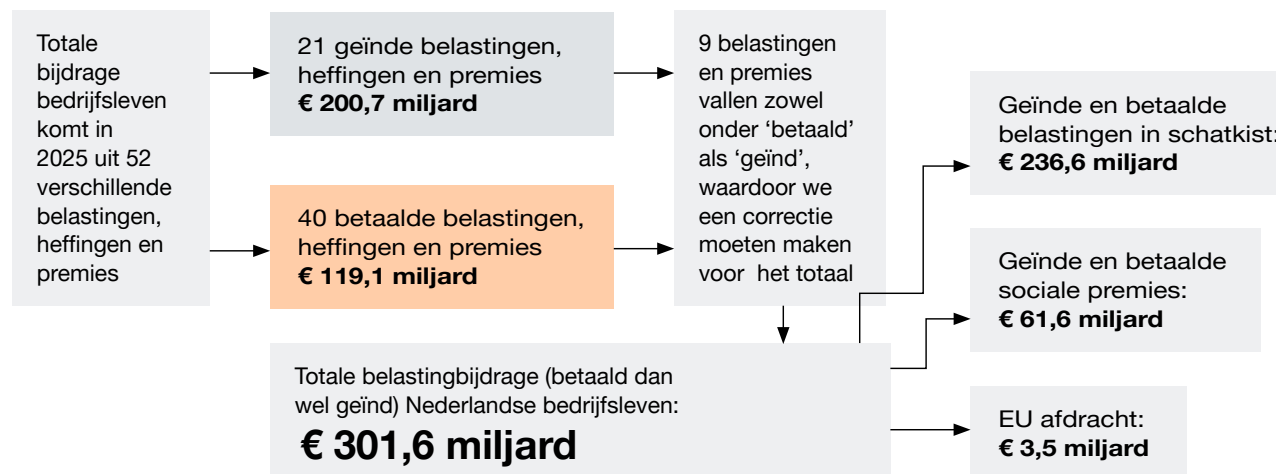 Totale
bijdrage
bedrijfsleven
komt in
2025 uit 52
verschillende
belastingen,
heffingen en
premies
21 geïnde belastingen,
heffingen en premies
€ 200,7 miljard
40 betaalde belastingen,
heffingen en premies
€ 119,1 miljard
9 belastingen
en premies
vallen zowel
onder ‘betaald’
als ‘geïnd’,
waardoor we
een correctie
moeten maken
voor het totaal
Totale belastingbijdrage (betaald dan
wel geïnd) Nederlandse bedrijfsleven:
€ 301,6 miljard
Geïnde en betaalde
belastingen in schatkist:
€ 236,6 miljard
Geïnde en betaalde
sociale premies:
€ 61,6 miljard
EU afdracht:
€ 3,5 miljard